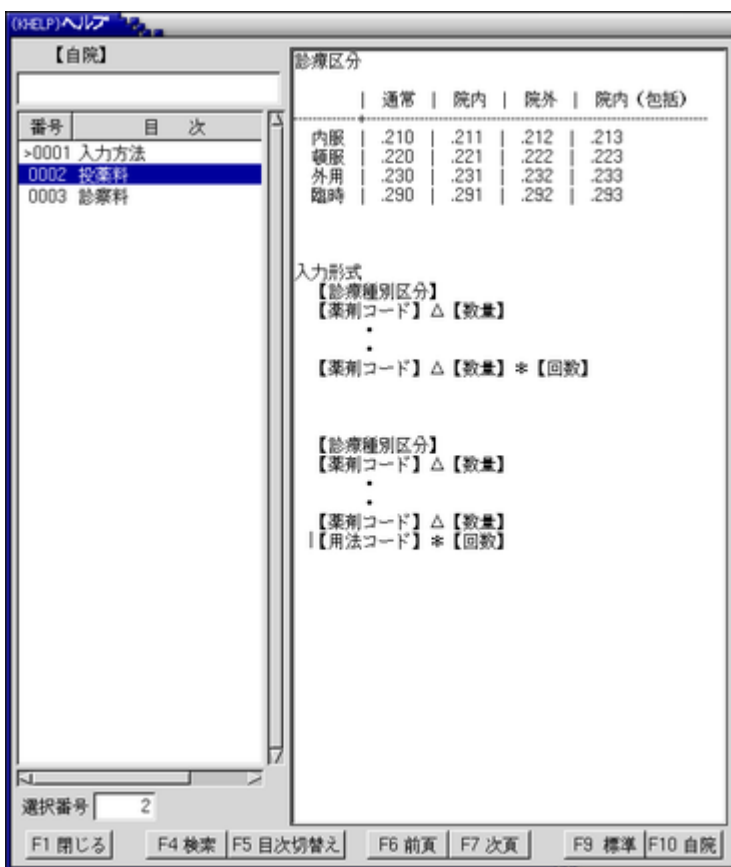 (XHELP)ヘルプ
【自院】
番号 目 次
>0001 入力方法
0002 投薬料
0003 診察料
選択番号 2
診療区分
| 通常 | 院内 | 院外 | 院内(包括)
内服 | .210 | .211 | .212 | .213
頓服 | .220 | .221 | .222 | .223
外用 | .230 | .231 | .232 | .233
臨時 | .290 | .291 | .292 | .293
入力形式
【診療種別区分】
【薬剤コード】△【数量】
・
・
【薬剤コード】△【数量】*【回数】
【診療種別区分】
【薬剤コード】△【数量】
・
・
【薬剤コード】△【数量】
【用法コード】*【回数】
F1 閉じる F4 検索 F5 目次切替え F6 前頁 F7 次頁 F9 標準 F10 自院